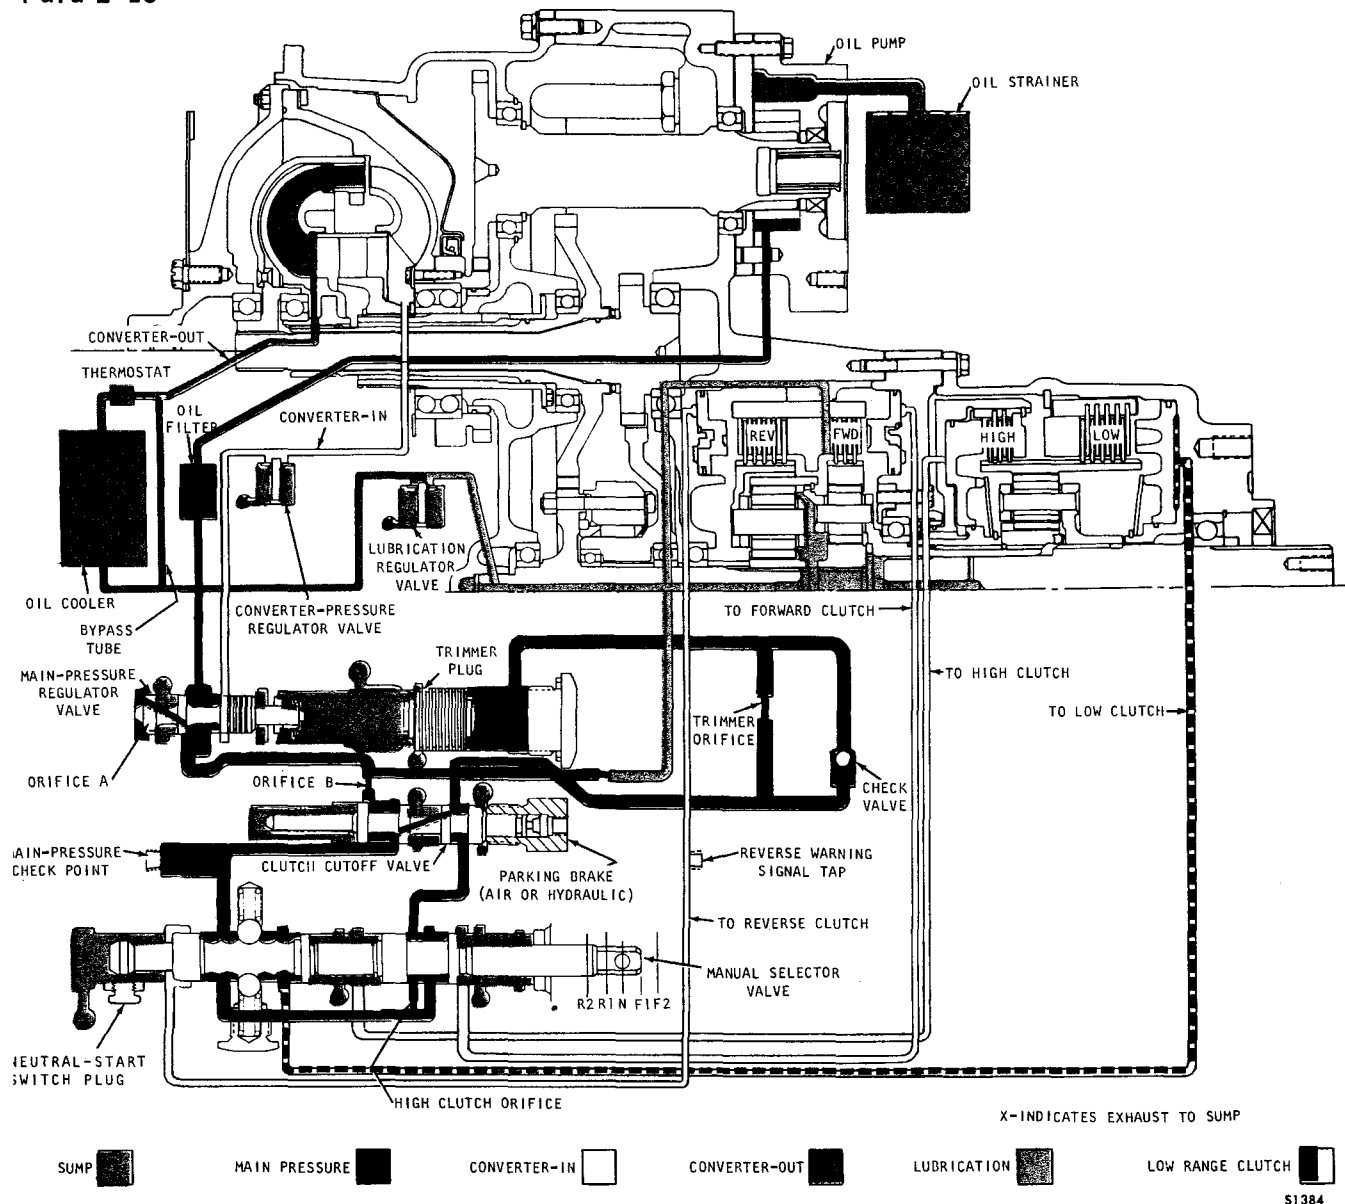 OIL PUMP
OIL STRAINER
CONVERTER-OUT
THERMOSTAT
OIL
FILTER
CONVERTER-IN
REV
FWD
HIGH
LOW
LUBRICATION
REGULATOR
VALVE
OIL COOLER
BYPASS
TUBE
CONVERTER-PRESSURE
REGULATOR VALVE
TO FORWARD CLUTCH
MAIN-PRESSURE
REGULATOR
VALVE
TRIMMER
PLUG
TO HIGH CLUTCH
TO LOW CLUTCH
TRIMMER
ORIFICE
ORIFICE A
ORIFICE B
CHECK
VALVE
AIN-PRESSURE
CHECK POINT
CLUTCH CUTOFF VALVE
PARKING BRAKE
(AIR OR HYDRAULIC)
REVERSE WARNING
SIGNAL TAP
TO REVERSE CLUTCH
MANUAL SELECTOR
VALVE
R2 R1 N F1 F2
NEUTRAL-START
SWITCH PLUG
HIGH CLUTCH ORIFICE
X-INDICATES EXHAUST TO SUMP
SUMP
MAIN PRESSURE
CONVERTER-IN
CONVERTER-OUT
LUBRICATION
LOW RANGE CLUTCH
S1384